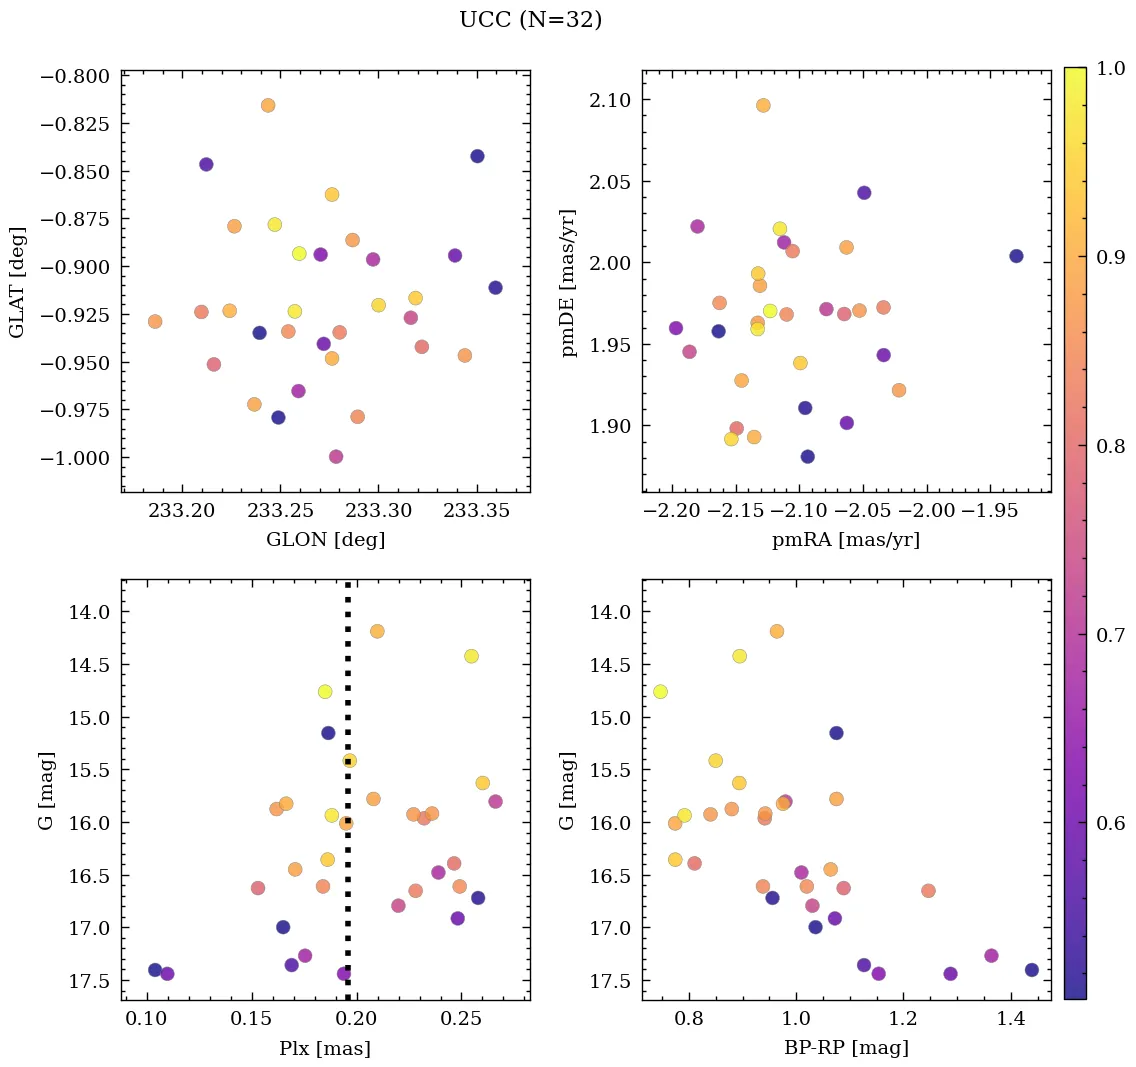 UCC (N=32)
−0.800
−0.825
−0.850
−0.875
−0.900
−0.925
−0.950
−0.975
−1.000
GLAT [deg]
233.20 233.25 233.30 233.35
GLON [deg]
2.10
2.05
2.00
1.95
1.90
pmDE [mas/yr]
−2.20 −2.15 −2.10 −2.05 −2.00 −1.95
pmRA [mas/yr]
14.0
14.5
15.0
15.5
16.0
16.5
17.0
17.5
G [mag]
0.10 0.15 0.20 0.25
Plx [mas]
14.0
14.5
15.0
15.5
16.0
16.5
17.0
17.5
G [mag]
0.8 1.0 1.2 1.4
BP-RP [mag]
1.0
0.9
0.8
0.7
0.6